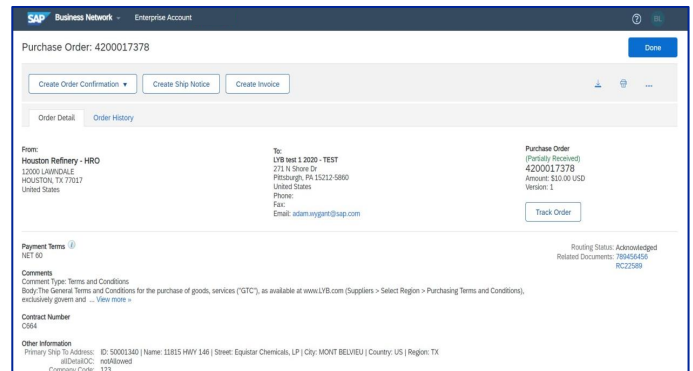 SAP Business Network Enterprise Account
Purchase Order: 4200017378
Done
Create Order Confirmation
Create Ship Notice
Create Invoice
...
Order Detail
Order History
From:
Houston Refinery - HRO
12000 LAWNDALE
HOUSTON, TX 77017
United States
To:
LYB test 1 2020 - TEST
271 N Shore Dr
Pittsburgh, PA 15212-5860
United States
Phone:
Fax:
Email: adam.wygant@sap.com
Purchase Order
(Partially Received)
4200017378
Amount: $10.00 USD
Version: 1
Track Order
Payment Terms
NET 60
Routing Status: Acknowledged
Related Documents: 789456456
RC22589
Comments
Comment Type: Terms and Conditions
Body:The General Terms and Conditions for the purchase of goods, services ("GTC"), as available at www.LYB.com (Suppliers > Select Region > Purchasing Terms and Conditions),
exclusively govern and ... View more »
Contract Number
C664
Other Information
Primary Ship To Address: ID: 50001340 | Name: 11815 HWY 146 | Street: Equistar Chemicals, LP | City: MONT BELVIEU | Country: US | Region: TX
allDetailOC: notAllowed
Company Code: 123